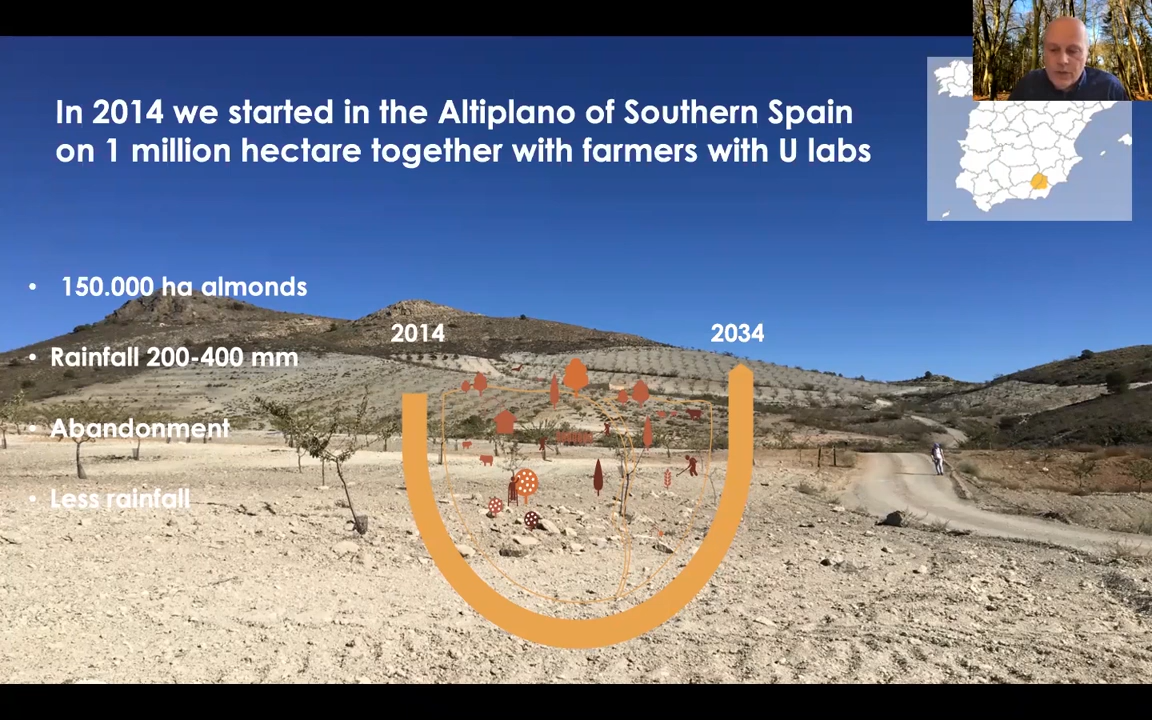 In 2014 we started in the Altiplano of Southern Spain
on 1 million hectare together with farmers with U labs
• 150.000 ha almonds
2014
2034
• Rainfall 200-400 mm
• Abandonment
• Less rainfall